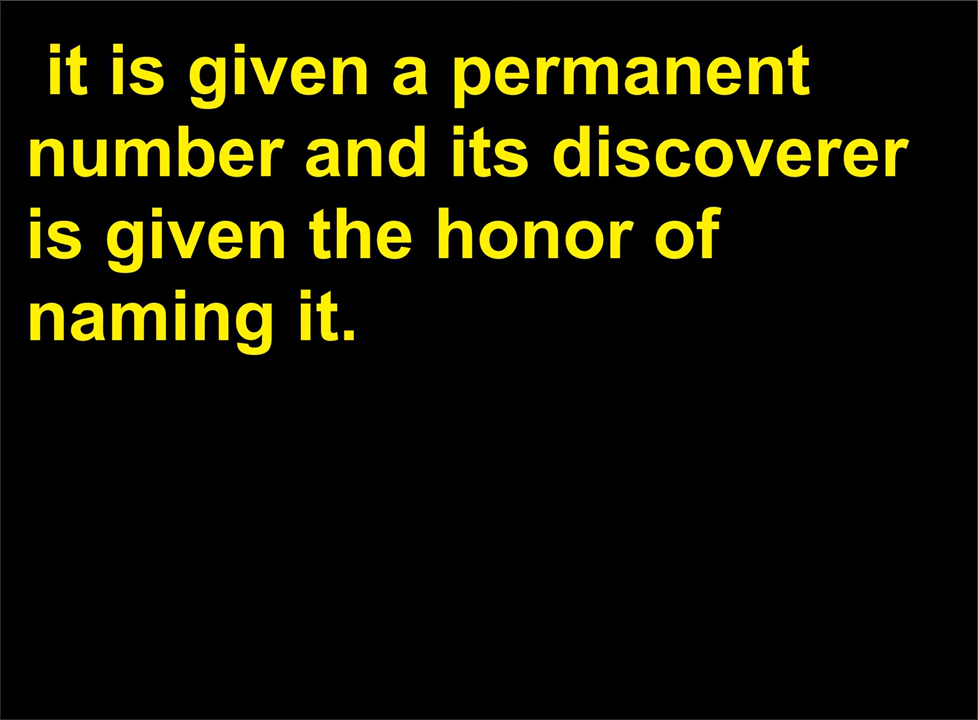 it is given a permanent
number and its discoverer
is given the honor of
naming it.